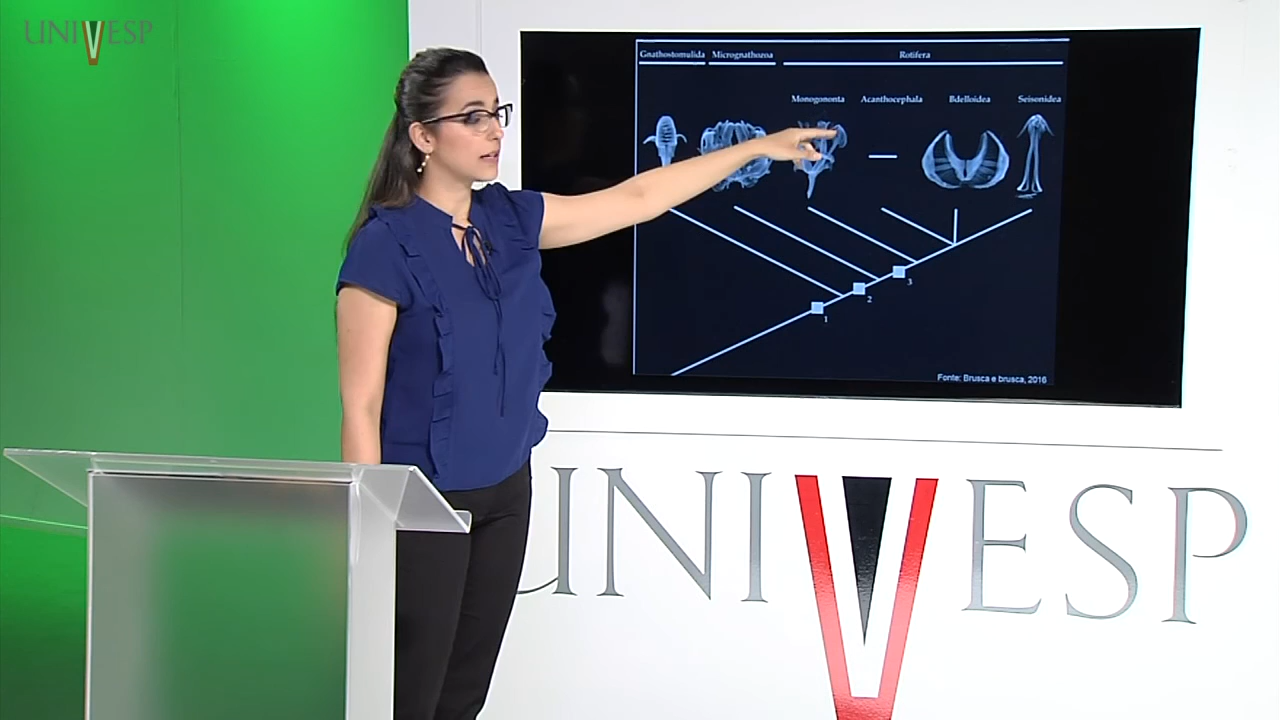 UNIVESP
Gnathostomulida Micrognathozoa Rotifera
Monogononta Acanthocephala Bdelloidea Seisonidea
1
2
3
Fonte: Brusca e brusca, 2016
UNIVESP